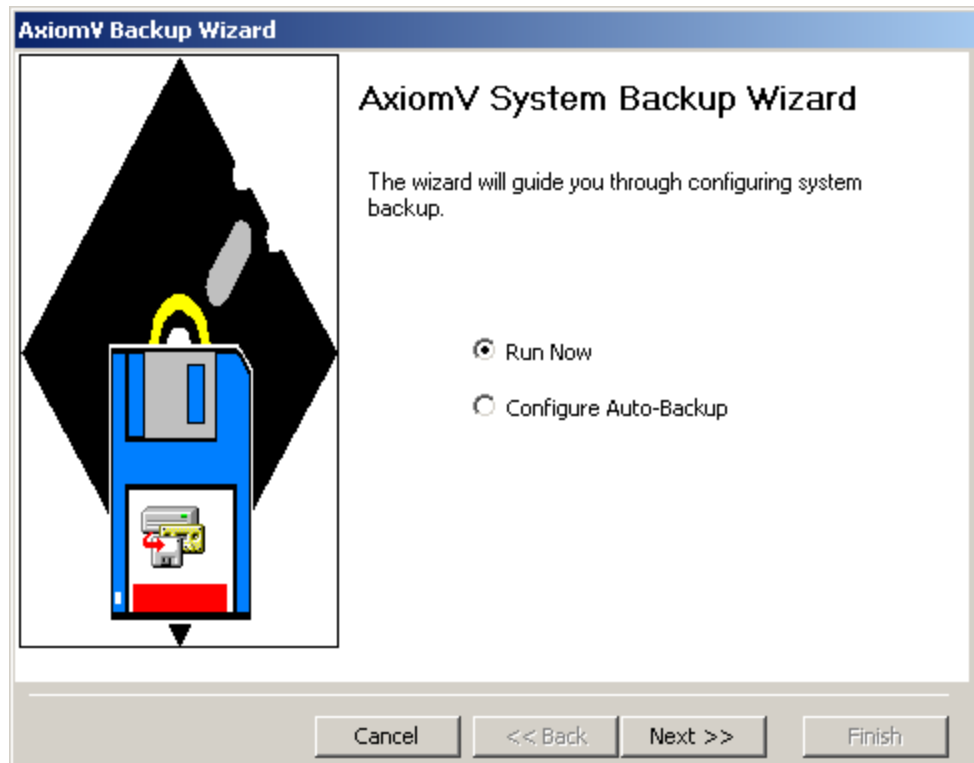 AxiomV Backup Wizard
AxiomV System Backup Wizard
The wizard will guide you through configuring system
backup.
Run Now
Configure Auto-Backup
Cancel
<< Back
Next >>
Finish